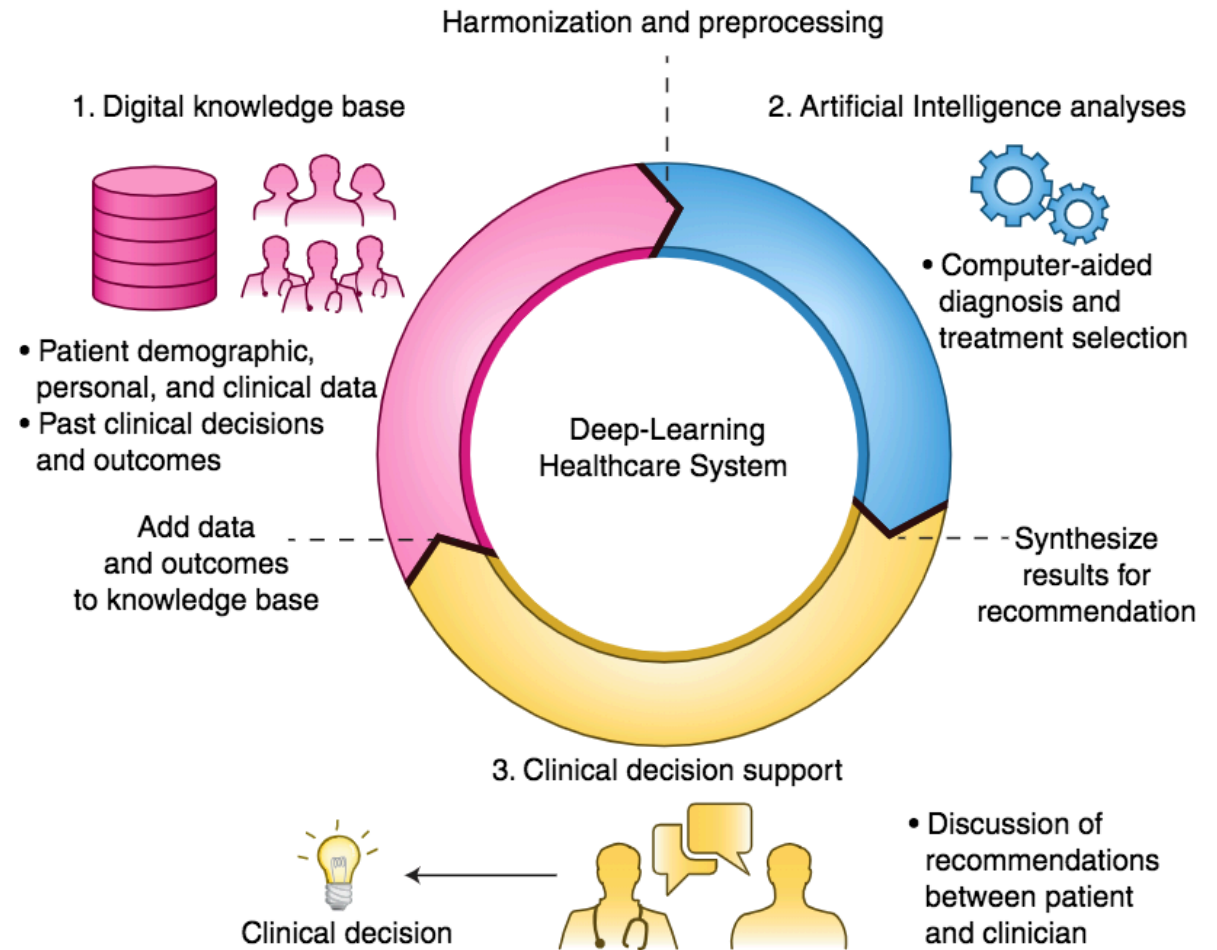 Harmonization and preprocessing
1. Digital knowledge base
2. Artificial Intelligence analyses
• Computer-aided
diagnosis and
treatment selection
• Patient demographic,
personal, and clinical data
• Past clinical decisions
and outcomes
Deep-Learning
Healthcare System
Add data
and outcomes
to knowledge base
Synthesize
results for
recommendation
3. Clinical decision support
• Discussion of
recommendations
between patient
and clinician
Clinical decision